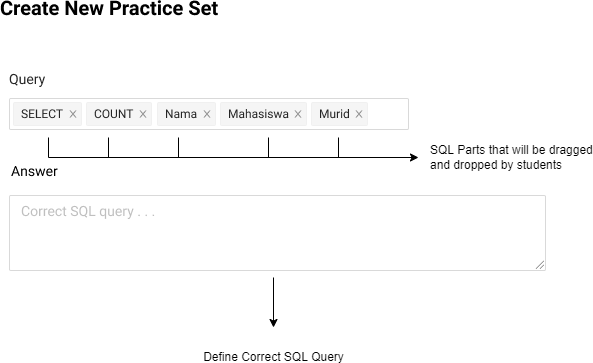 Create New Practice Set
Query
SELECT × COUNT × Nama × Mahasiswa × Murid ×
SQL Parts that will be dragged
and dropped by students
Answer
Correct SQL query . . .
Define Correct SQL Query